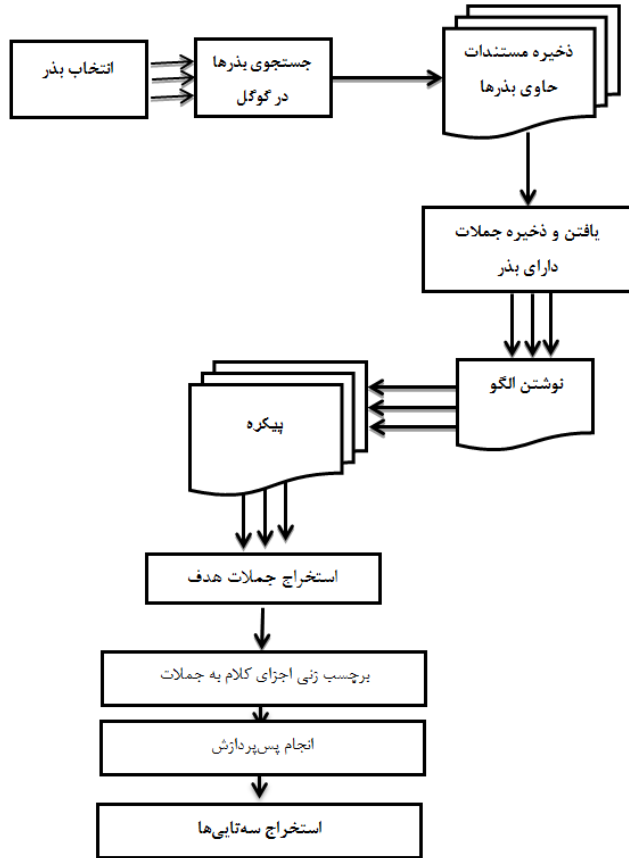 انتخاب بذر
جستجوی بذرها
در گوگل
ذخیره مستندات
حاوی بذرها
یافتن و ذخیره جملات
دارای بذر
نوشتن الگو
پیکره
استخراج جملات هدف
برچسب زنی اجزای کلام به جملات
انجام پس‌پردازش
استخراج سه‌تایی‌ها